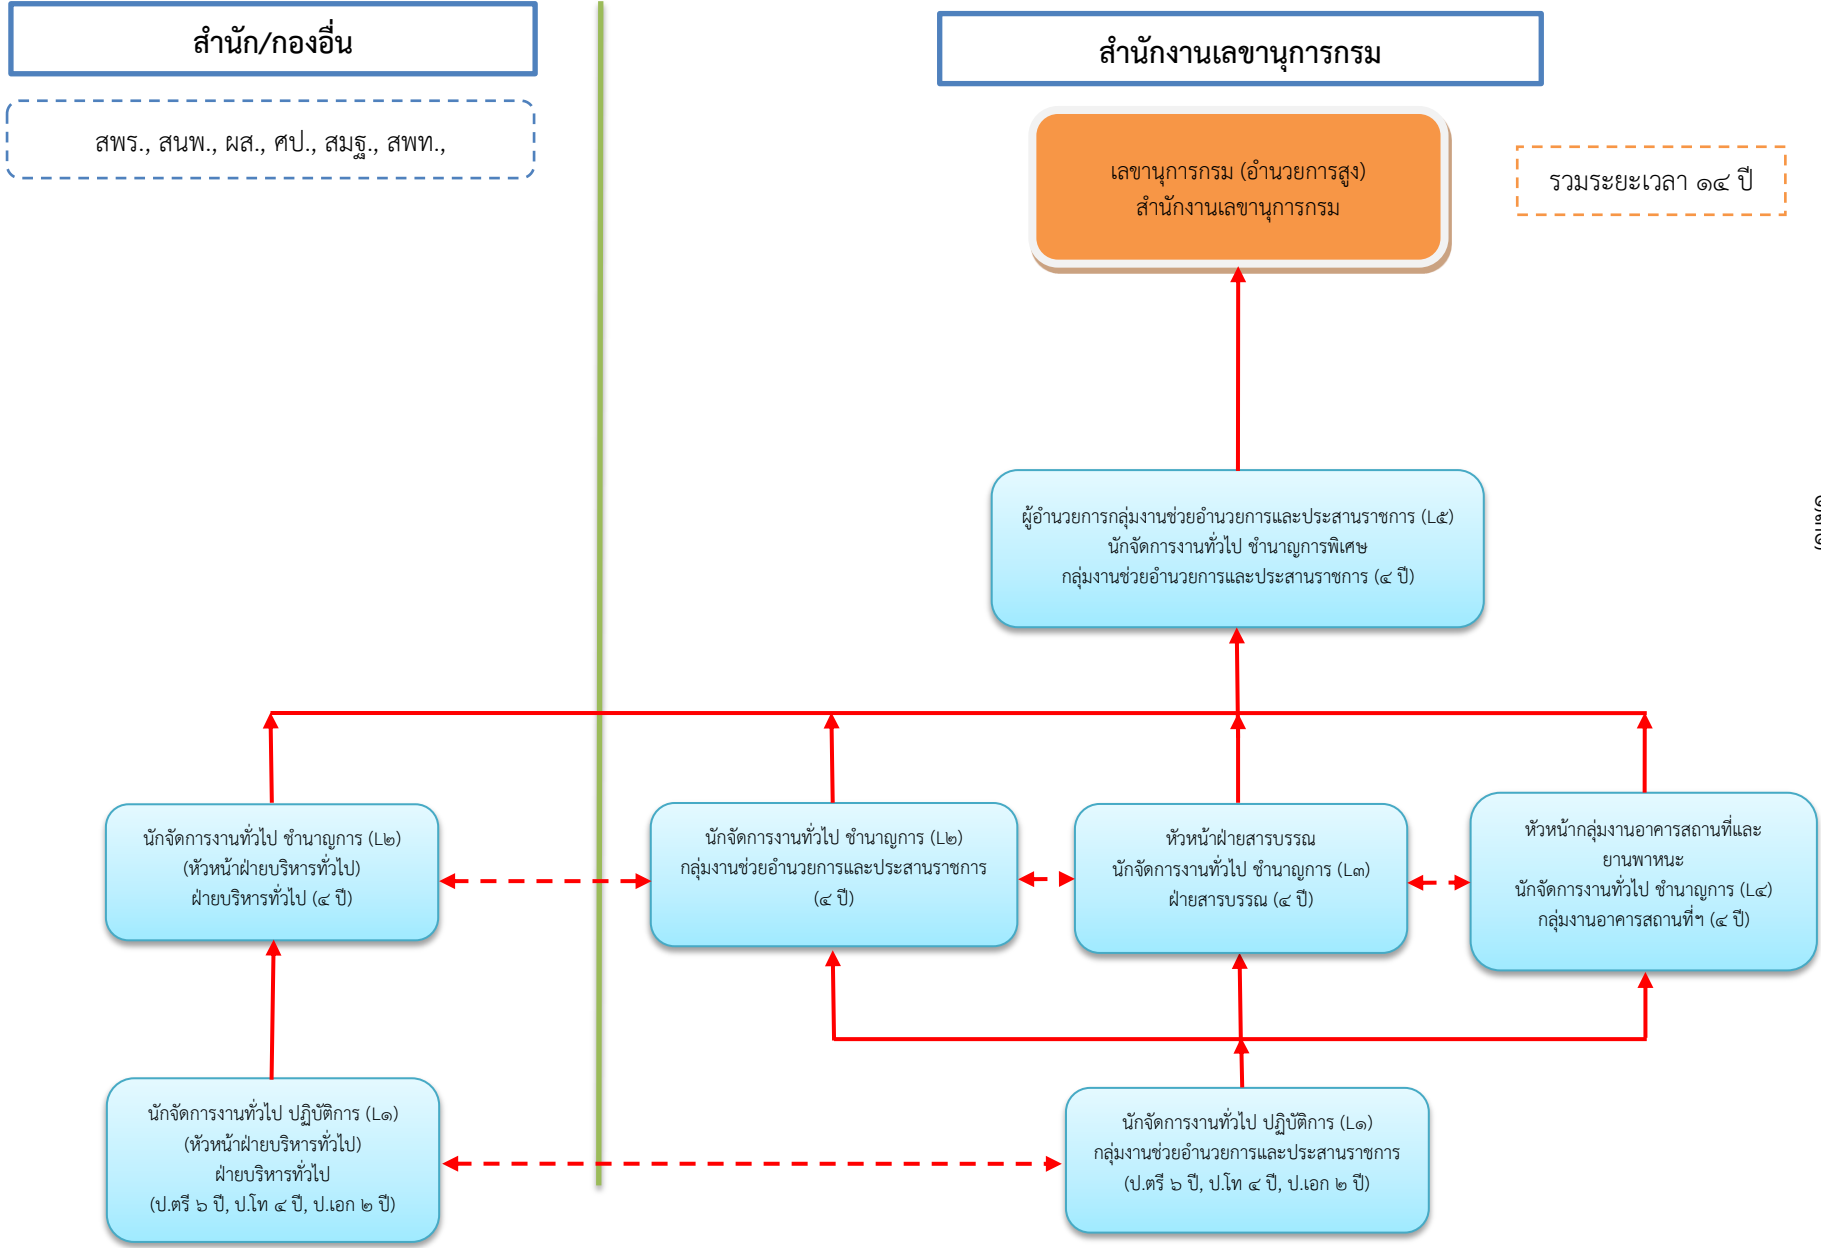 สำนัก/กองอื่น
สำนักงานเลขานุการกรม
สพร., สนพ., ผส., ศป., สมฐ., สพท.,
เลขานุการกรม (อำนวยการสูง)
สำนักงานเลขานุการกรม
รวมระยะเวลา ๑๔ ปี
ผู้อำนวยการกลุ่มงานช่วยอำนวยการและประสานราชการ (L๕)
นักจัดการงานทั่วไป ชำนาญการพิเศษ
กลุ่มงานช่วยอำนวยการและประสานราชการ (๔ ปี)
นักจัดการงานทั่วไป ชำนาญการ (L๒)
(หัวหน้าฝ่ายบริหารทั่วไป)
ฝ่ายบริหารทั่วไป (๔ ปี)
นักจัดการงานทั่วไป ชำนาญการ (L๒)
กลุ่มงานช่วยอำนวยการและประสานราชการ
(๔ ปี)
หัวหน้าฝ่ายสารบรรณ
นักจัดการงานทั่วไป ชำนาญการ (L๓)
ฝ่ายสารบรรณ (๔ ปี)
หัวหน้ากลุ่มงานอาคารสถานที่และ
ยานพาหนะ
นักจัดการงานทั่วไป ชำนาญการ (L๔)
กลุ่มงานอาคารสถานที่ฯ (๔ ปี)
นักจัดการงานทั่วไป ปฏิบัติการ (L๑)
(หัวหน้าฝ่ายบริหารทั่วไป)
ฝ่ายบริหารทั่วไป
(ป.ตรี ๖ ปี, ป.โท ๔ ปี, ป.เอก ๒ ปี)
นักจัดการงานทั่วไป ปฏิบัติการ (L๑)
กลุ่มงานช่วยอำนวยการและประสานราชการ
(ป.ตรี ๖ ปี, ป.โท ๔ ปี, ป.เอก ๒ ปี)